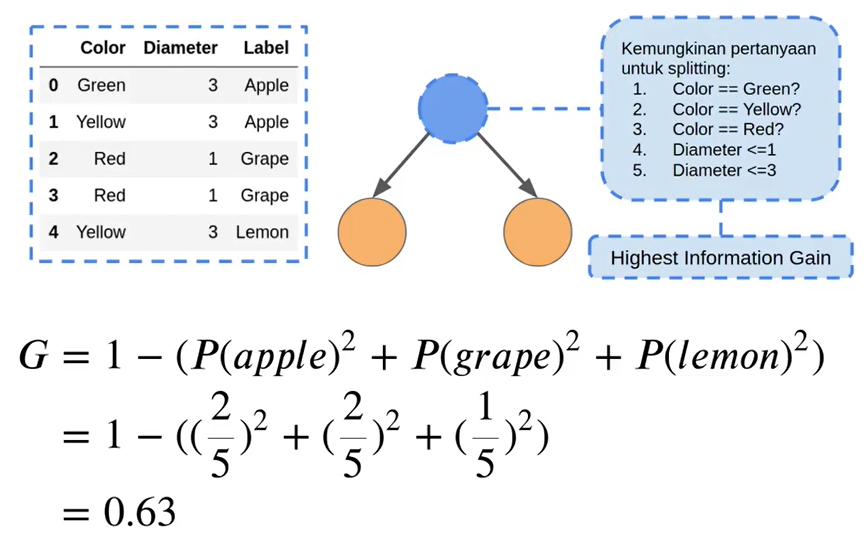 Color Diameter Label
0 Green 3 Apple
1 Yellow 3 Apple
2 Red 1 Grape
3 Red 1 Grape
4 Yellow 3 Lemon
Kemungkinan pertanyaan
untuk splitting:
1. Color == Green?
2. Color == Yellow?
3. Color == Red?
4. Diameter <=1
5. Diameter <=3
Highest Information Gain
G = 1 − (P(apple)² + P(grape)² + P(lemon)²)
= 1 − ((2/5)² + (2/5)² + (1/5)²)
= 0.63